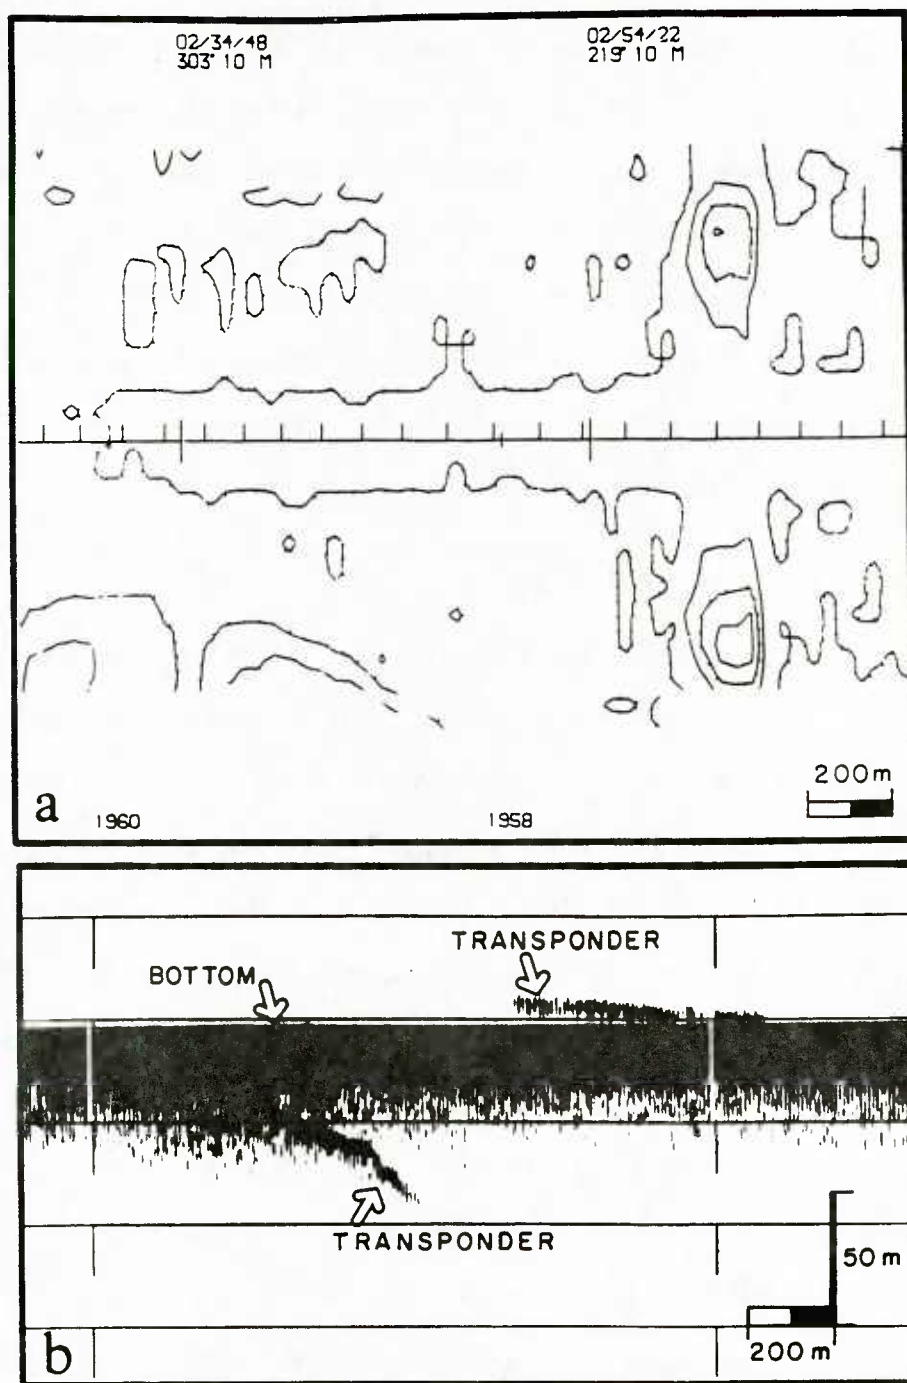 02/34/48
303° 10 M
02/54/22
219° 10 M
200m
a
1960
1958
TRANSPONDER
BOTTOM
TRANSPONDER
50 m
b
200 m